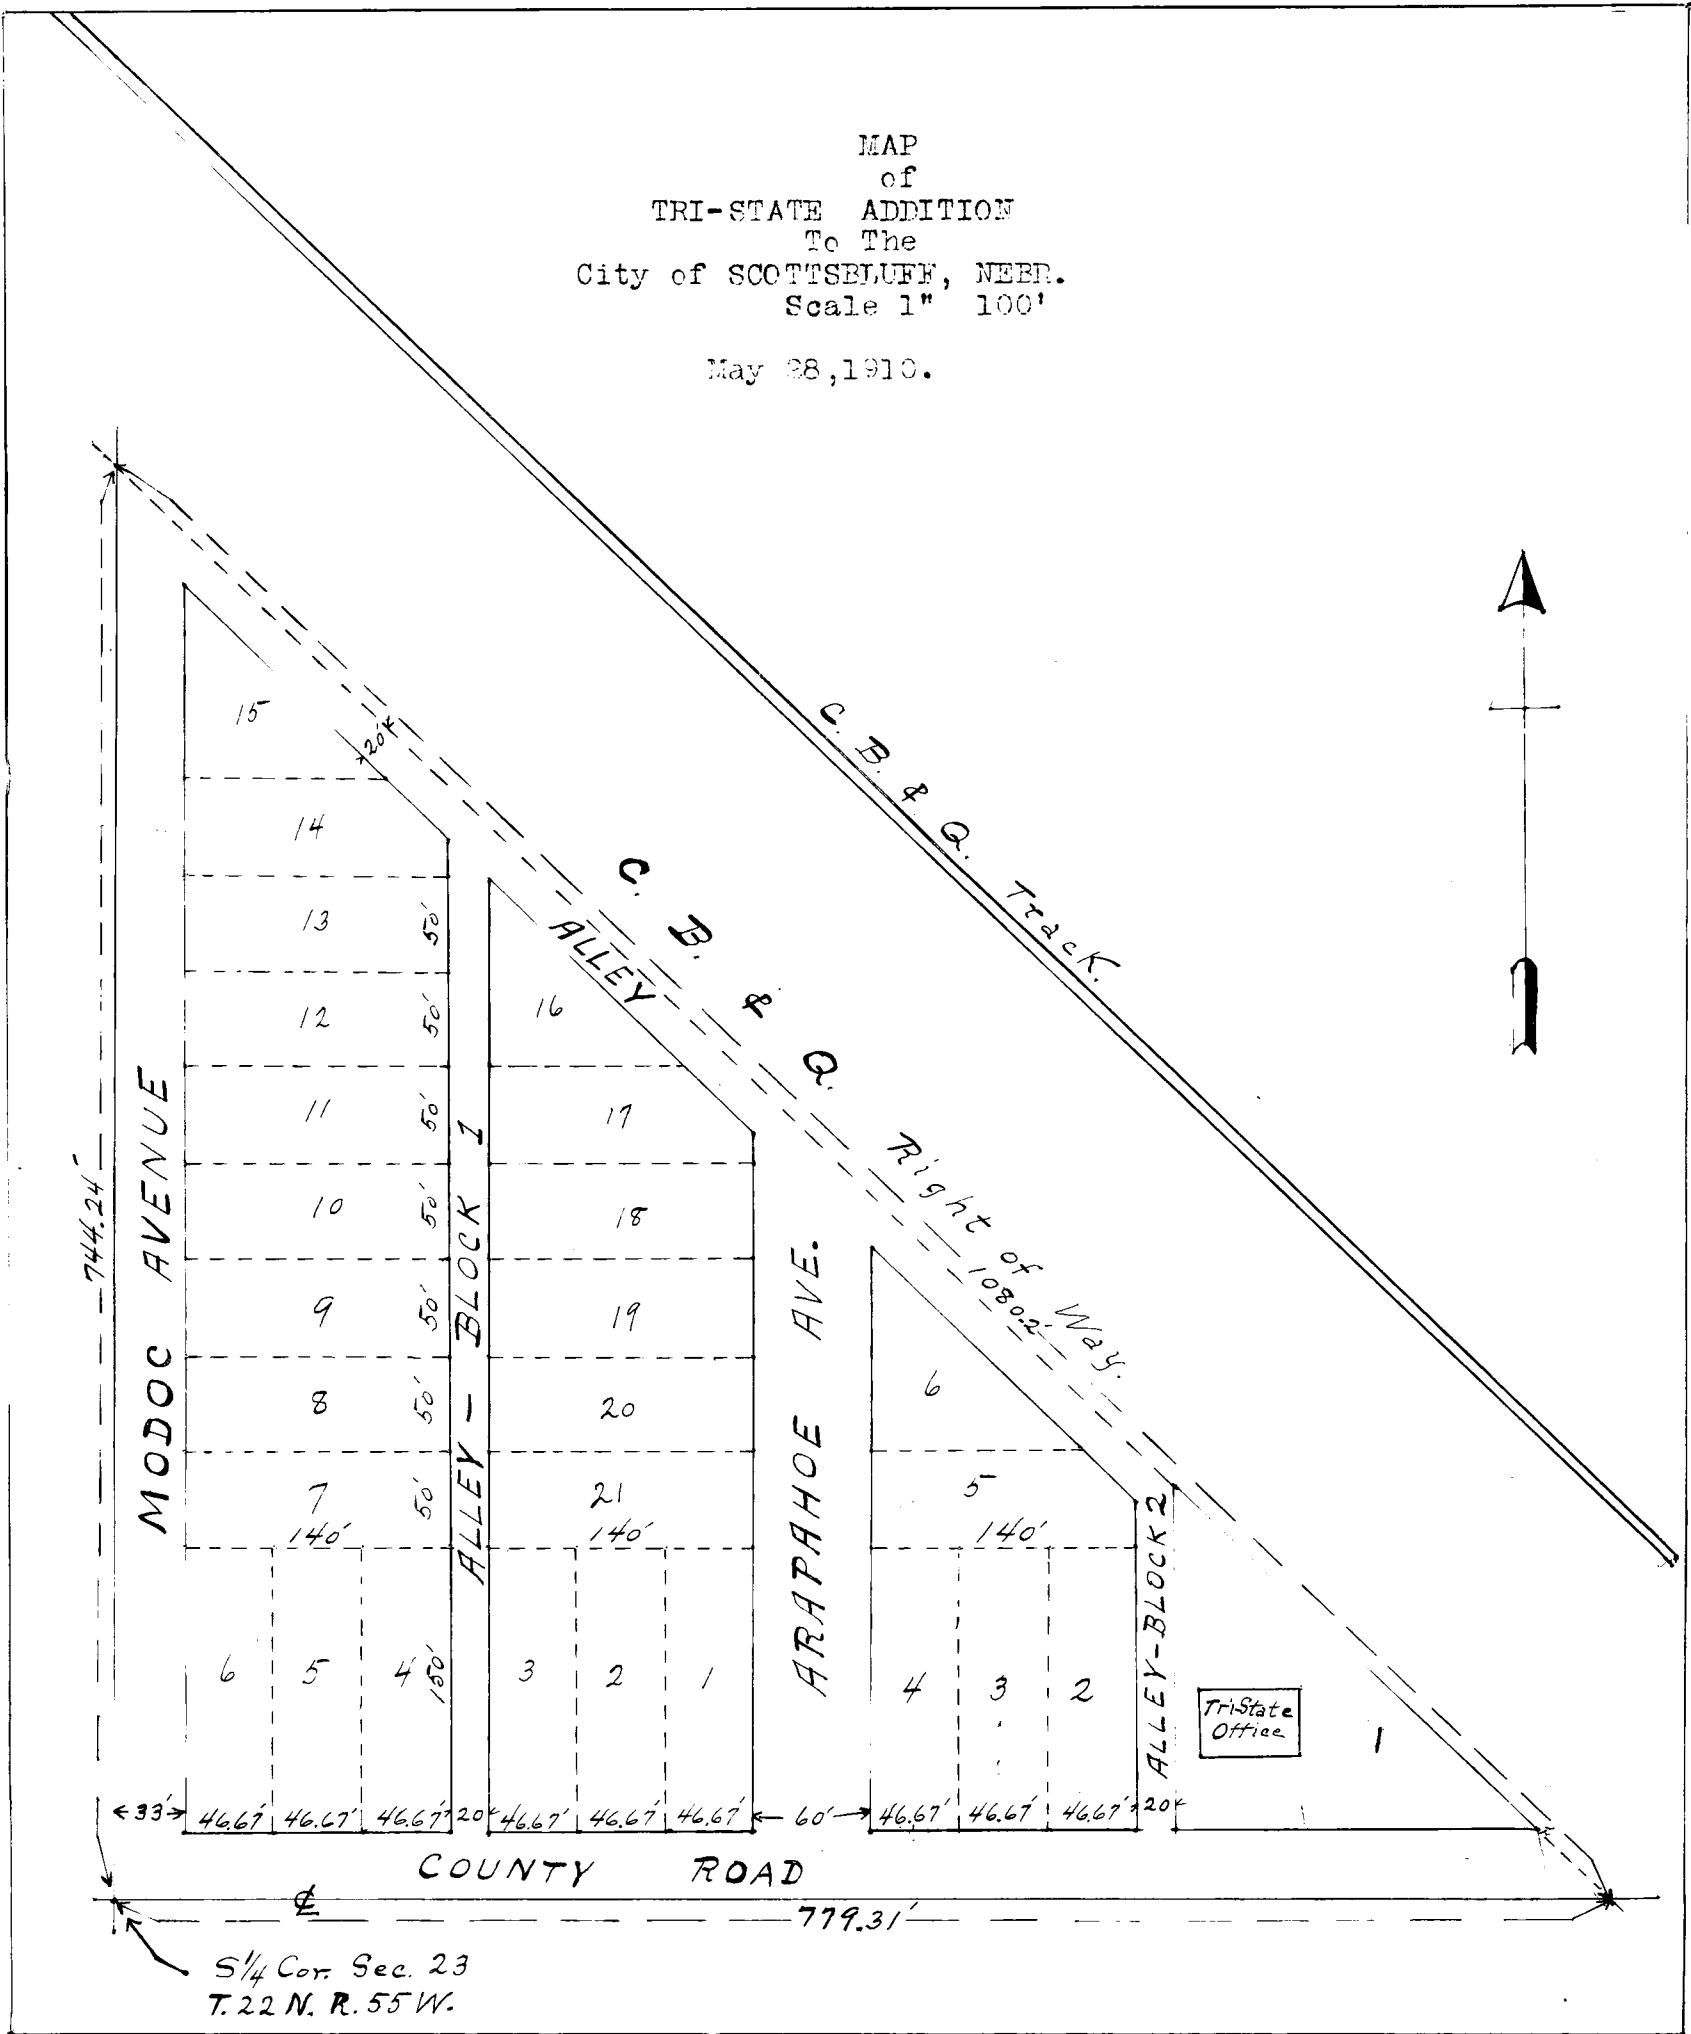 MAP
of
TRI-STATE ADDITION
To The
City of SCOTTSBLUFF, NEBR.
Scale 1" 100'
May 28,1910.
C. B. & Q. Track.
C. B. & Q. Right of Way.
1080.2'
ALLEY
20'
744.24'
MODOC AVENUE
15
14
13 50'
12 50'
11 50'
10 50'
9 50'
8 50'
7 50'
140'
6 5 4 150'
ALLEY - BLOCK 1
16
17
18
19
20
21
140'
3 2 1
ARAPAHOE AVE.
6
5
140'
4 3 2
ALLEY-BLOCK 2
Tri-State
Office
1
33' 46.67' 46.67' 46.67' 20' 46.67' 46.67' 46.67' 60' 46.67' 46.67' 46.67' 20'
COUNTY ROAD
℄
779.31'
S 1/4 Cor. Sec. 23
T. 22 N. R. 55 W.